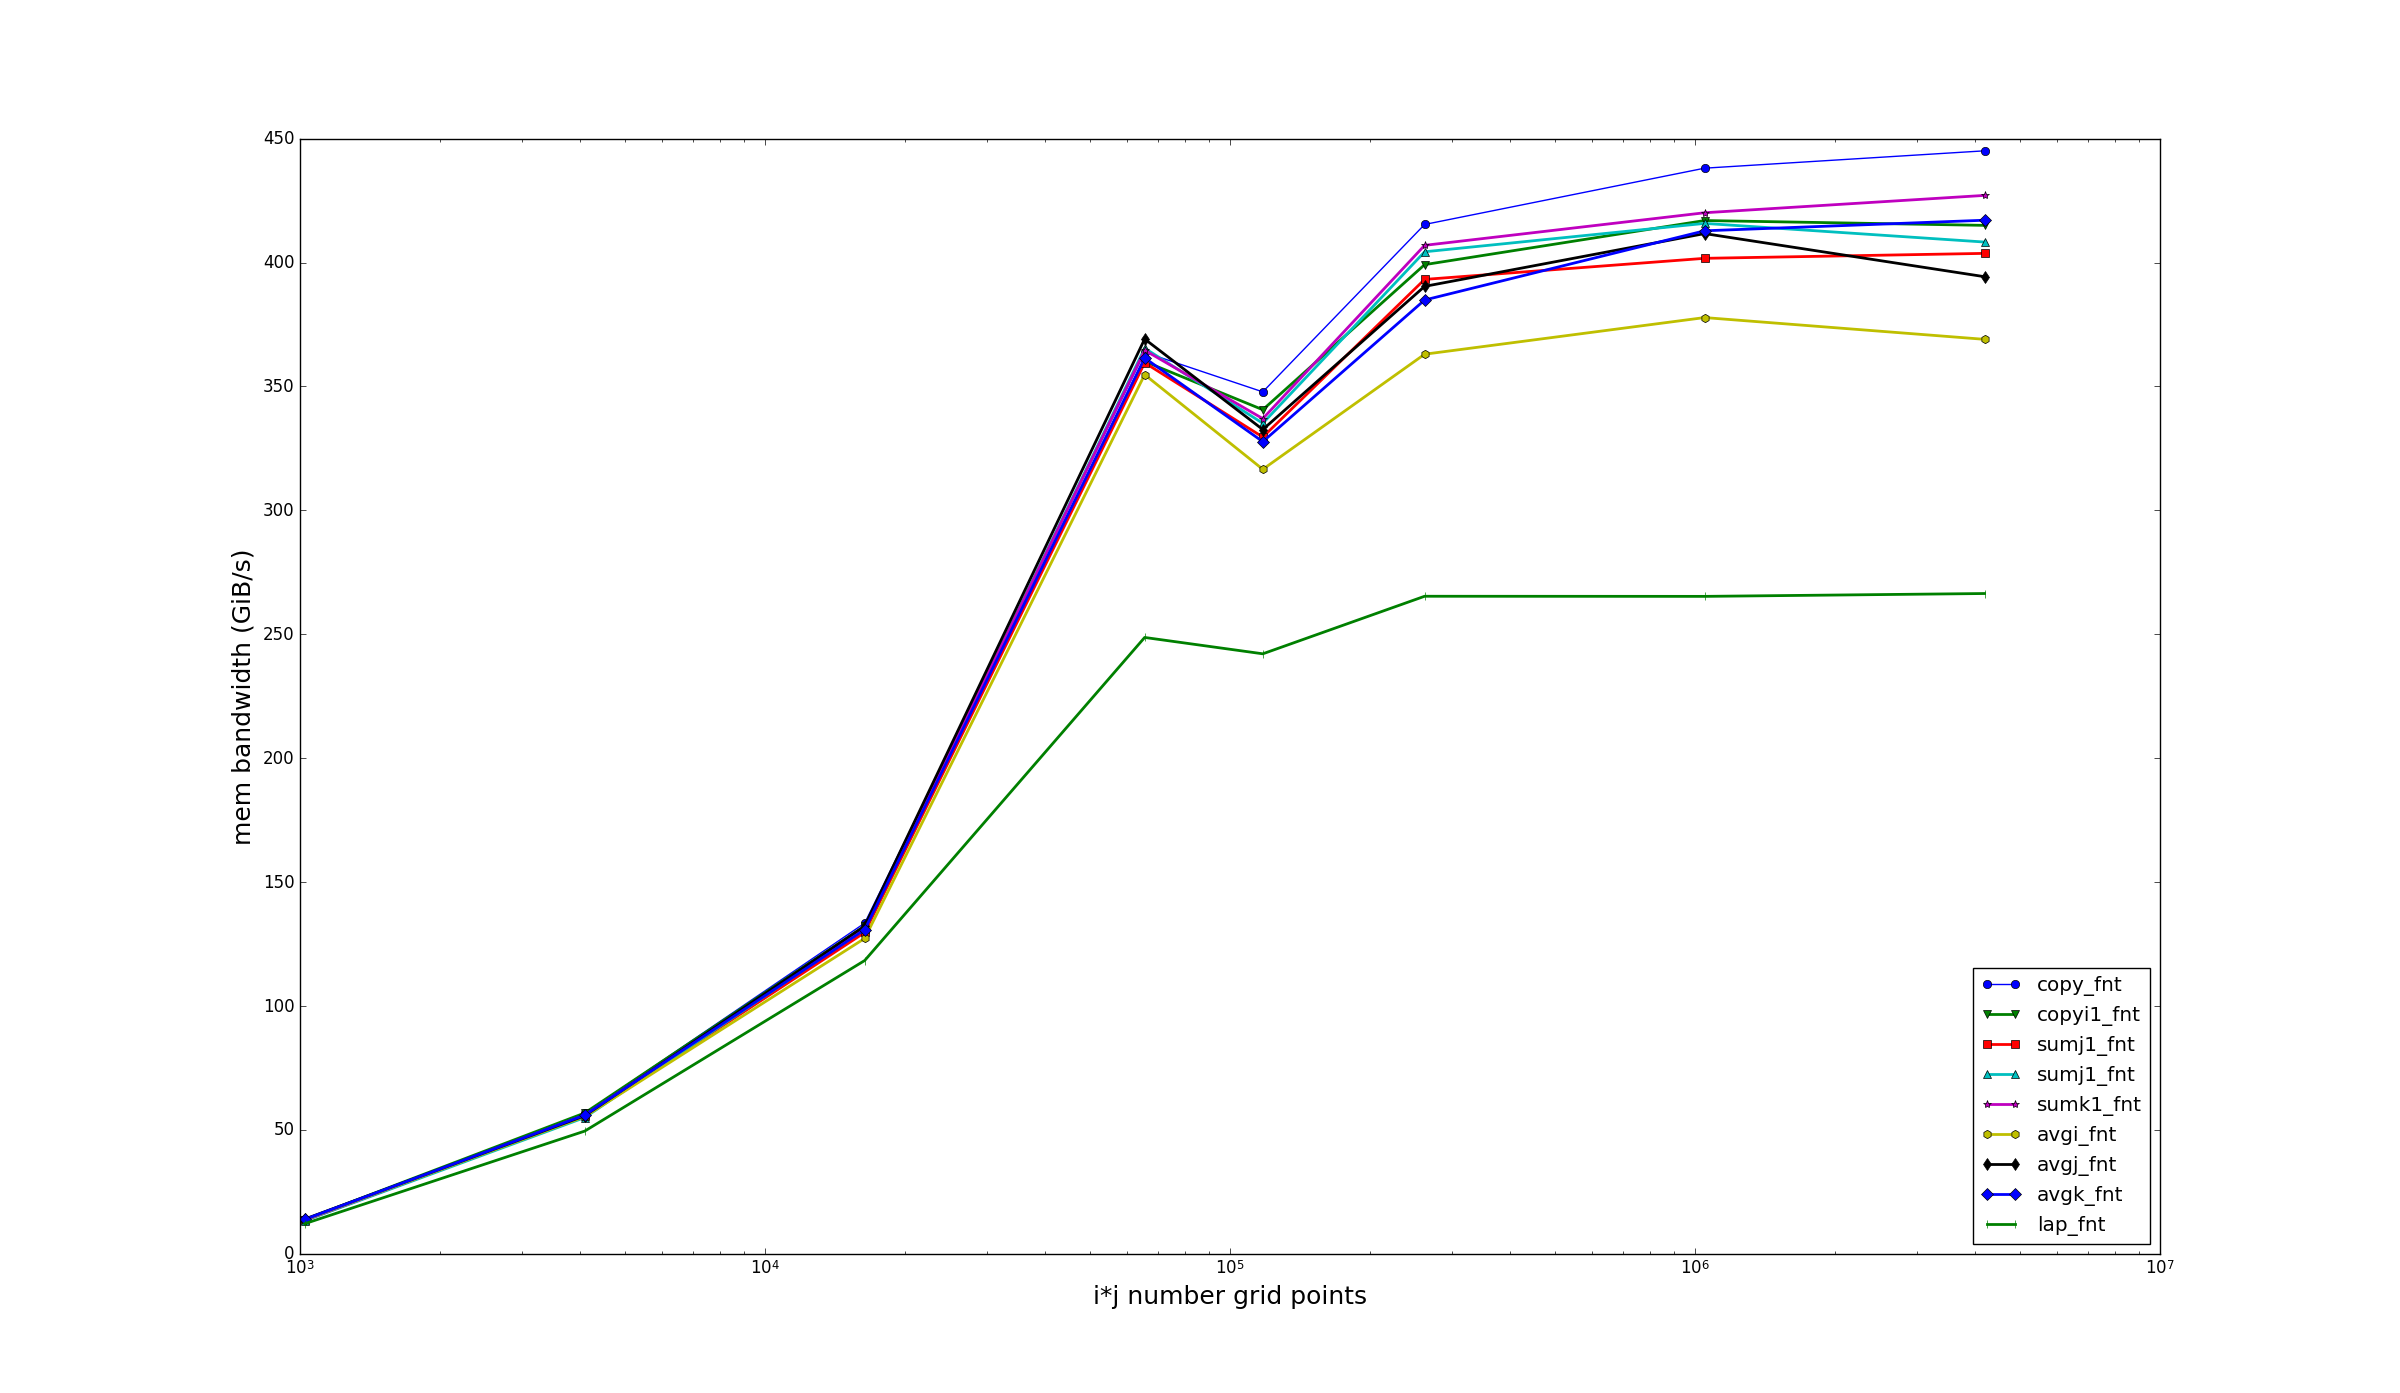 450
400
350
300
250
200
150
100
50
0
mem bandwidth (GiB/s)
10³ 10⁴ 10⁵ 10⁶ 10⁷
i*j number grid points
copy_fnt
copyi1_fnt
sumj1_fnt
sumj1_fnt
sumk1_fnt
avgi_fnt
avgj_fnt
avgk_fnt
lap_fnt